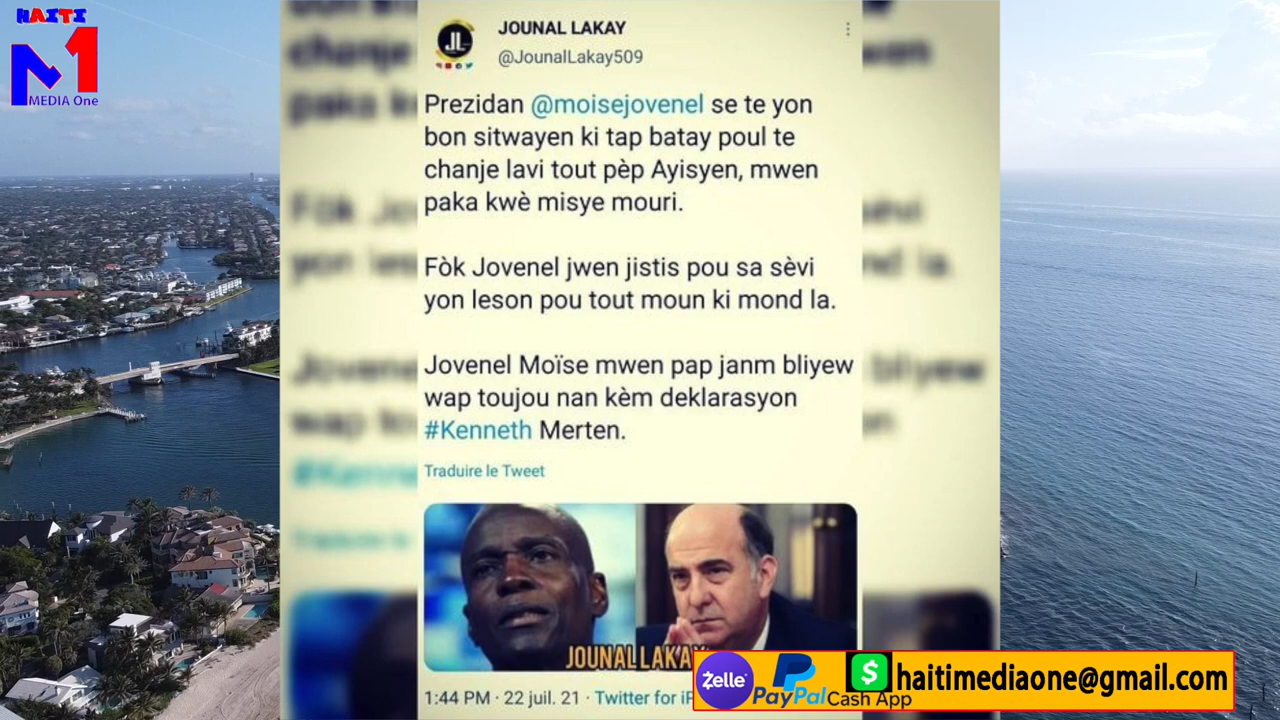 HAITI
M1
MEDIA One
JOUNAL LAKAY
@JounalLakay509
JL
Prezidan @moisejovenel se te yon
bon sitwayen ki tap batay poul te
chanje lavi tout pèp Ayisyen, mwen
paka kwè misye mouri.
Fòk Jovenel jwen jistis pou sa sèvi
yon leson pou tout moun ki mond la.
Jovenel Moïse mwen pap janm bliyew
wap toujou nan kèm deklarasyon
#Kenneth Merten.
Traduire le Tweet
JOUNAL LAKAY
1:44 PM · 22 juil. 21 · Twitter for iP
Zelle
PayPal
$
Cash App
haitimediaone@gmail.com